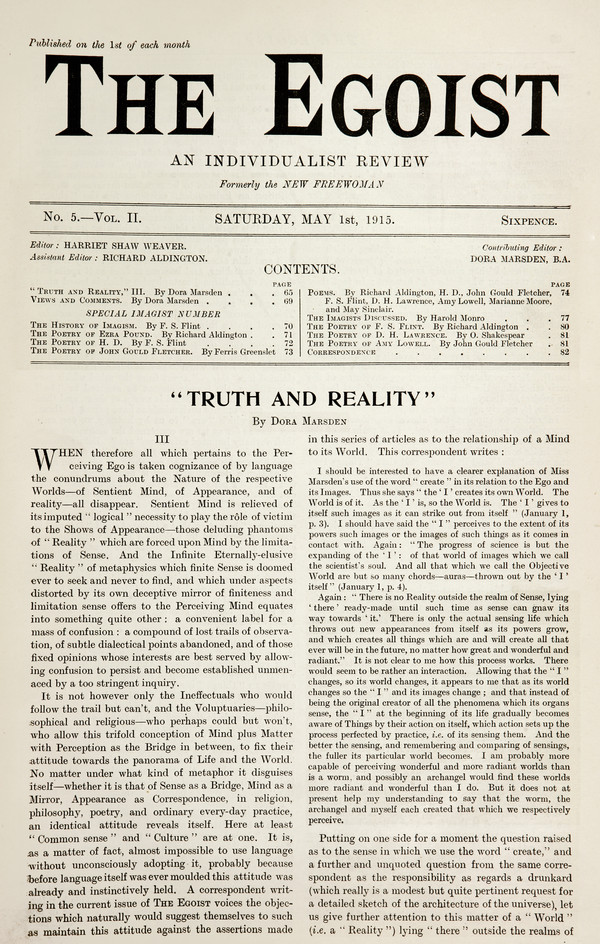 Published on the 1st of each month
THE EGOIST
AN INDIVIDUALIST REVIEW
Formerly the NEW FREEWOMAN
No. 5.—Vol. II.
SATURDAY, MAY 1st, 1915.
Sixpence.
Editor: HARRIET SHAW WEAVER.
Assistant Editor: RICHARD ALDINGTON.
Contributing Editor:
DORA MARSDEN, B.A.
CONTENTS.
PAGE
"Truth and Reality," III. By Dora Marsden . . . 65
Views and Comments. By Dora Marsden . . . . 69
SPECIAL IMAGIST NUMBER
The History of Imagism. By F. S. Flint . . . . 70
The Poetry of Ezra Pound. By Richard Aldington . . 71
The Poetry of H. D. By F. S. Flint . . . . 72
The Poetry of John Gould Fletcher. By Ferris Greenslet 73
PAGE
Poems. By Richard Aldington, H. D., John Gould Fletcher, 74
F. S. Flint, D. H. Lawrence, Amy Lowell, Marianne Moore,
and May Sinclair.
The Imagists Discussed. By Harold Monro . . . 77
The Poetry of F. S. Flint. By Richard Aldington . . 80
The Poetry of D. H. Lawrence. By O. Shakespear . 81
The Poetry of Amy Lowell. By John Gould Fletcher . 81
Correspondence . . . . . . . 82
"TRUTH AND REALITY"
By Dora Marsden
III
WHEN therefore all which pertains to the Per-
ceiving Ego is taken cognizance of by language
the conundrums about the Nature of the respective
Worlds—of Sentient Mind, of Appearance, and of
reality—all disappear. Sentient Mind is relieved of
its imputed "logical" necessity to play the rôle of victim
to the Shows of Appearance—those deluding phantoms
of "Reality" which are forced upon Mind by the limita-
tions of Sense. And the Infinite Eternally-elusive
"Reality" of metaphysics which finite Sense is doomed
ever to seek and never to find, and which under aspects
distorted by its own deceptive mirror of finiteness and
limitation sense offers to the Perceiving Mind equates
into something quite other: a convenient label for a
mass of confusion: a compound of lost trails of observa-
tion, of subtle dialectical points abandoned, and of those
fixed opinions whose interests are best served by allow-
ing confusion to persist and become established unmen-
aced by a too stringent inquiry.
It is not however only the Ineffectuals who would
follow the trail but can't, and the Voluptuaries—philo-
sophical and religious—who perhaps could but won't,
who allow this trifold conception of Mind plus Matter
with Perception as the Bridge in between, to fix their
attitude towards the panorama of Life and the World.
No matter under what kind of metaphor it disguises
itself—whether it is that of Sense as a Bridge, Mind as a
Mirror, Appearance as Correspondence, in religion,
philosophy, poetry, and ordinary every-day practice,
an identical attitude reveals itself. Here at least
"Common sense" and "Culture" are at one. It is,
as a matter of fact, almost impossible to use language
without unconsciously adopting it, probably because
before language itself was ever moulded this attitude was
already and instinctively held. A correspondent writ-
ing in the current issue of THE EGOIST voices the objec-
tions which naturally would suggest themselves to such
as maintain this attitude against the assertions made
in this series of articles as to the relationship of a Mind
to its World. This correspondent writes:
I should be interested to have a clearer explanation of Miss
Marsden's use of the word "create" in its relation to the Ego and
its Images. Thus she says "the 'I' creates its own World. The
World is of it. As the 'I' is, so the World is. The 'I' gives to
itself such images as it can strike out from itself" (January 1,
p. 3). I should have said the "I" perceives to the extent of its
powers such images or the images of such things as it comes in
contact with. Again: "The progress of science is but the
expanding of the 'I': of that world of images which we call
the scientist's soul. And all that which we call the Objective
World are but so many chords—auras—thrown out by the 'I'
itself" (January 1, p. 4).
Again: "There is no Reality outside the realm of Sense, lying
'there' ready-made until such time as sense can gnaw its
way towards 'it.' There is only the actual sensing life which
throws out new appearances from itself as its powers grow,
and which creates all things which are and will create all that
ever will be in the future, no matter how great and wonderful and
radiant." It is not clear to me how this process works. There
would seem to be rather an interaction. Allowing that the "I"
changes, so its world changes, it appears to me that as its world
changes so the "I" and its images change; and that instead of
being the original creator of all the phenomena which its organs
sense, the "I" at the beginning of its life gradually becomes
aware of Things by their action on itself, which action sets up the
process perfected by practice, i.e. of its sensing them. And the
better the sensing, and remembering and comparing of sensings,
the fuller its particular world becomes. I am probably more
capable of perceiving wonderful and more radiant worlds than
is a worm, and possibly an archangel would find these worlds
more radiant and wonderful than I do. But it does not at
present help my understanding to say that the worm, the
archangel and myself each created that which we respectively
perceive.
Putting on one side for a moment the question raised
as to the sense in which we use the word "create," and
a further and unquoted question from the same corre-
spondent as the responsibility as regards a drunkard
(which really is a modest but quite pertinent request for
a detailed sketch of the architecture of the universe), let
us give further attention to this matter of a "World"
(i.e. a "Reality") lying "there" outside the realms of